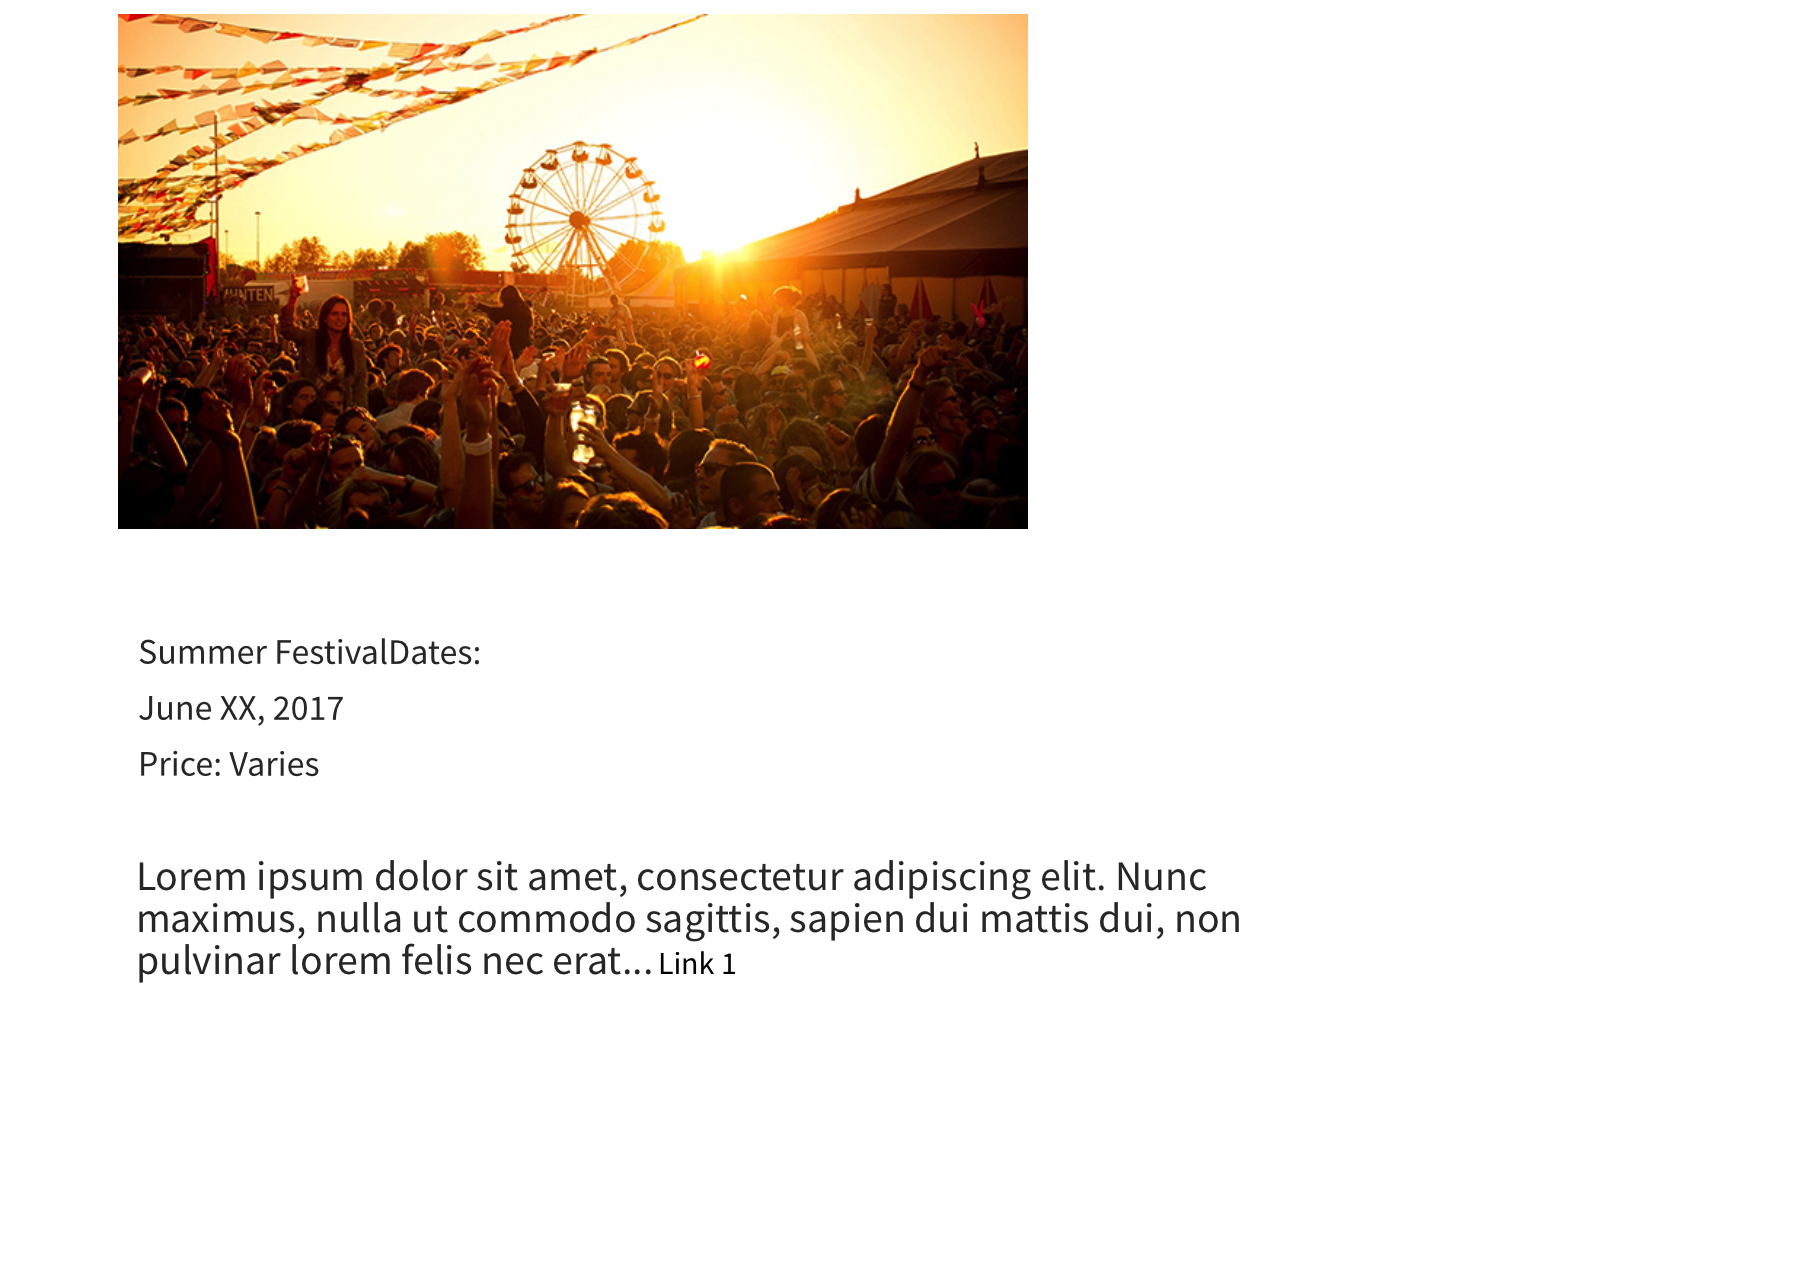 Summer FestivalDates:
June XX, 2017
Price: Varies
Lorem ipsum dolor sit amet, consectetur adipiscing elit. Nunc
maximus, nulla ut commodo sagittis, sapien dui mattis dui, non
pulvinar lorem felis nec erat... Link 1